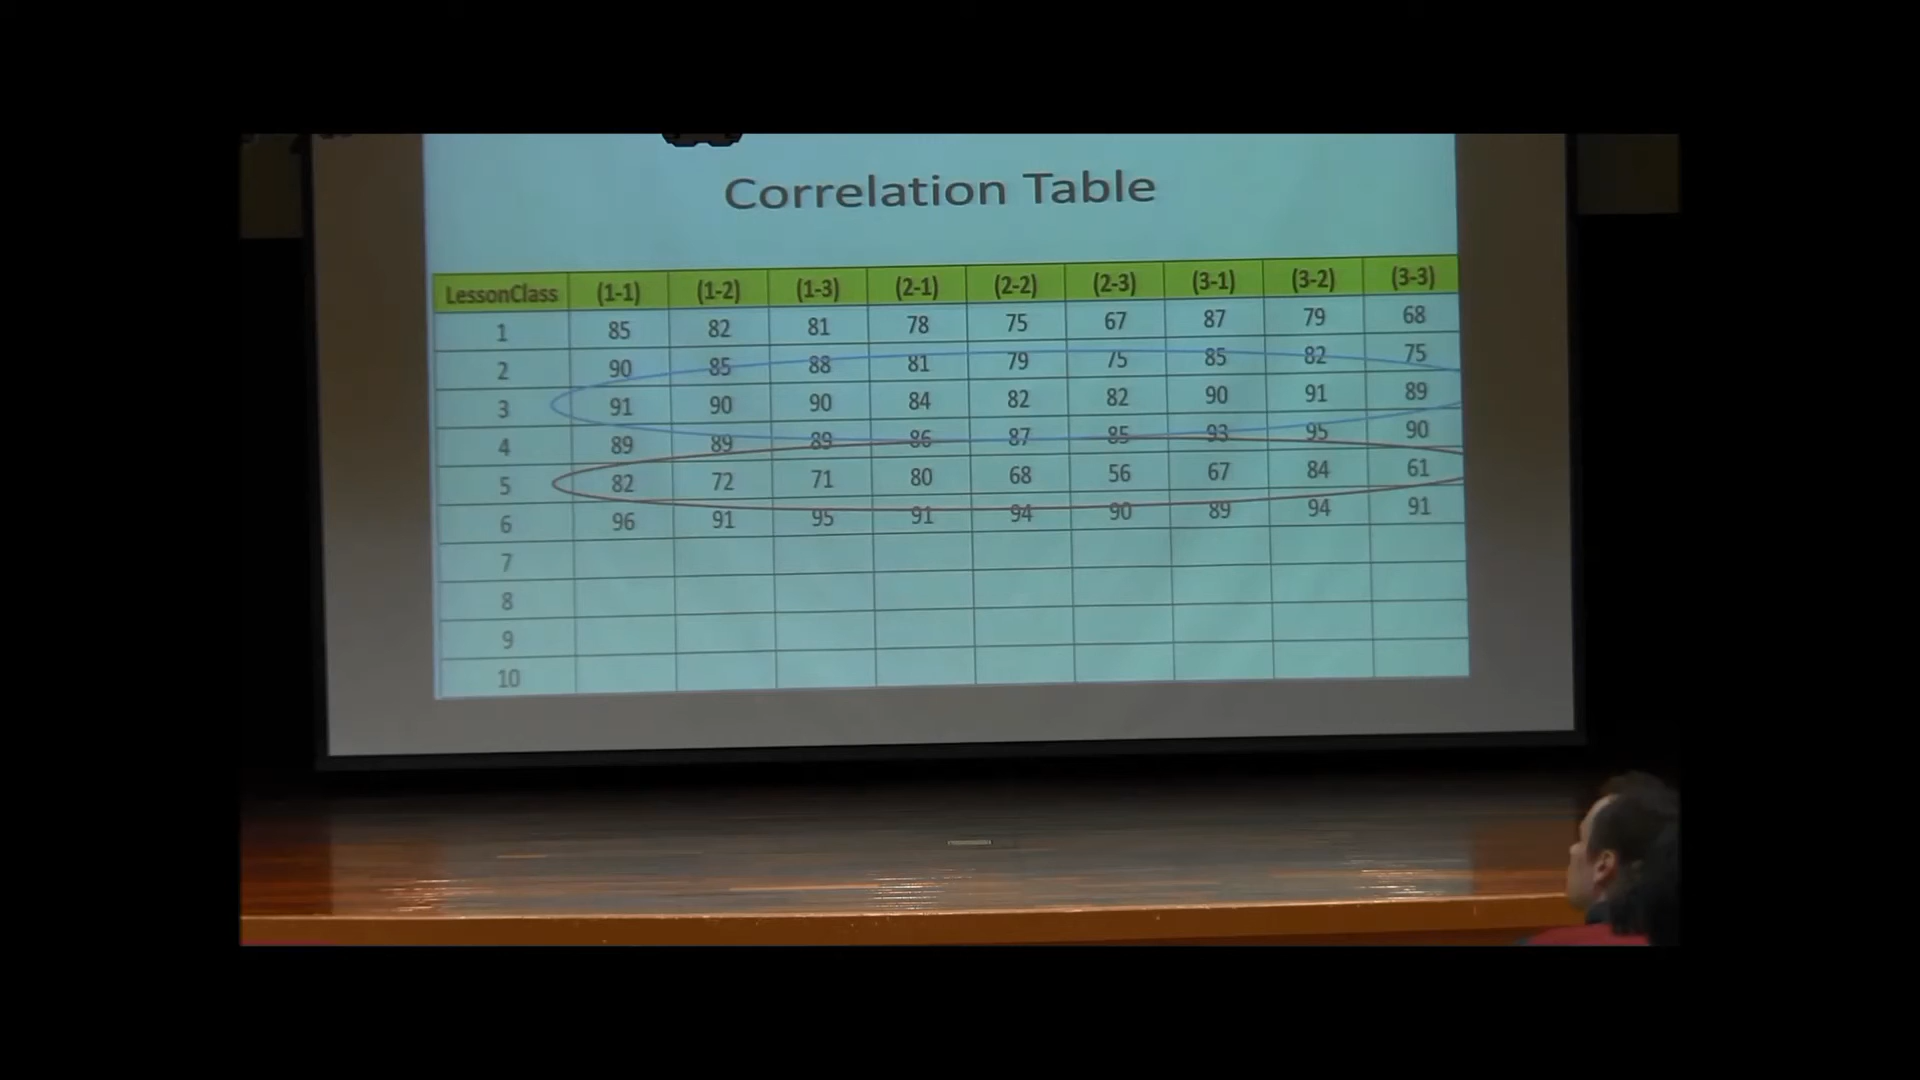 Correlation Table
LessonClass (1-1) (1-2) (1-3) (2-1) (2-2) (2-3) (3-1) (3-2) (3-3)
1 85 82 81 78 75 67 87 79 68
2 90 85 88 81 79 75 85 82 75
3 91 90 90 84 82 82 90 91 89
4 89 89 89 86 87 85 93 95 90
5 82 72 71 80 68 56 67 84 61
6 96 91 95 91 94 90 89 94 91
7
8
9
10